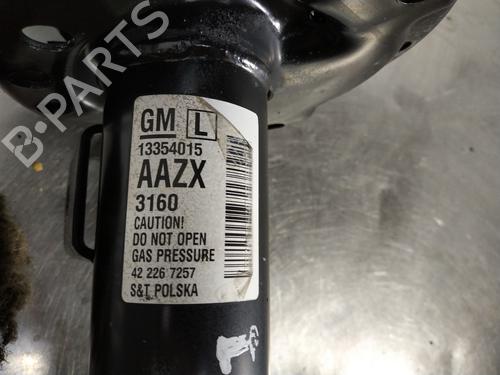 B-PARTS
GM L
13354015
AAZX
3160
CAUTION!
DO NOT OPEN
GAS PRESSURE
42 226 7257
S&T POLSKA